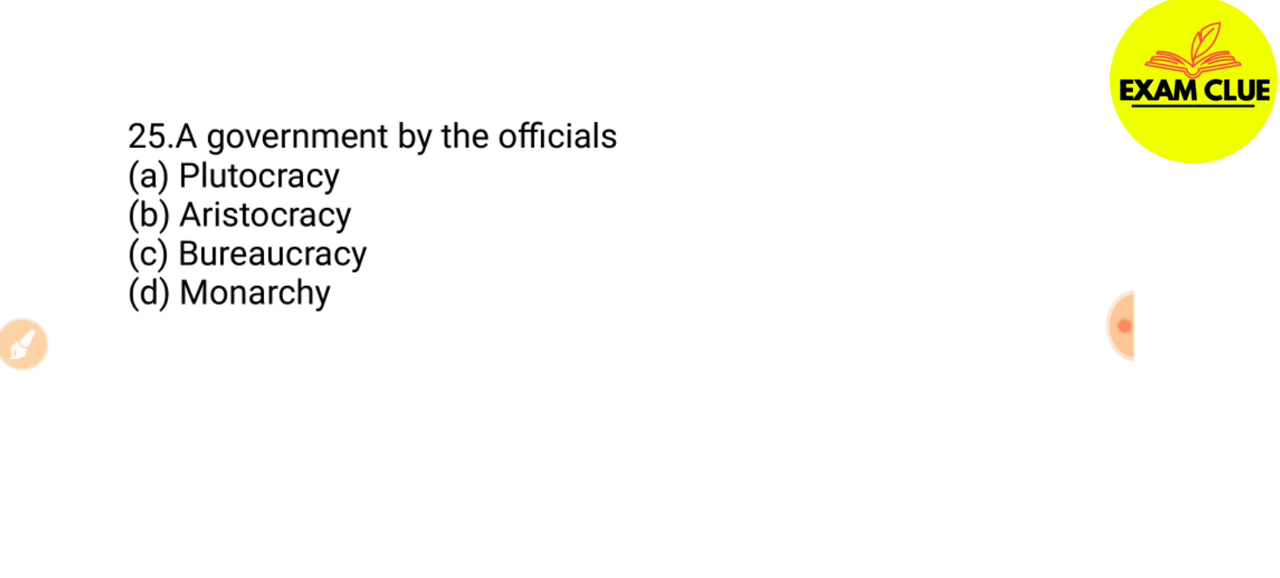 EXAM CLUE
25.A government by the officials
(a) Plutocracy
(b) Aristocracy
(c) Bureaucracy
(d) Monarchy